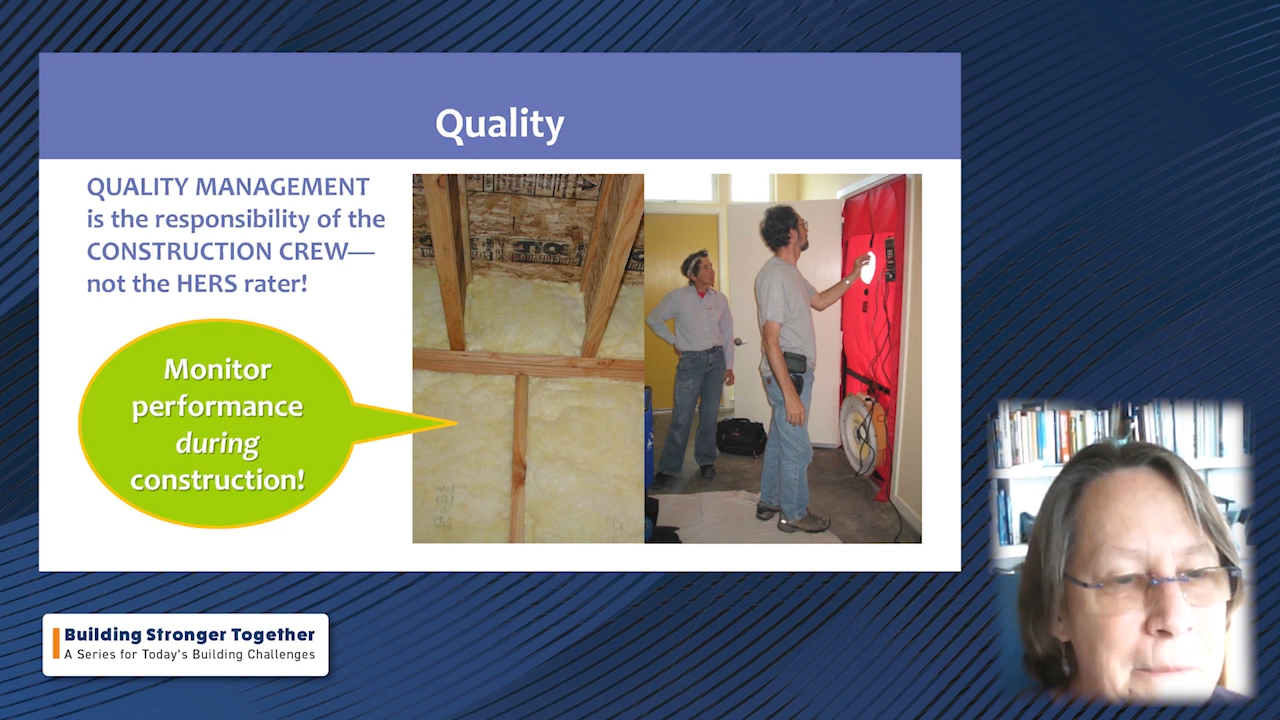 Quality
QUALITY MANAGEMENT
is the responsibility of the
CONSTRUCTION CREW—
not the HERS rater!
Monitor
performance
during
construction!
Building Stronger Together
A Series for Today's Building Challenges